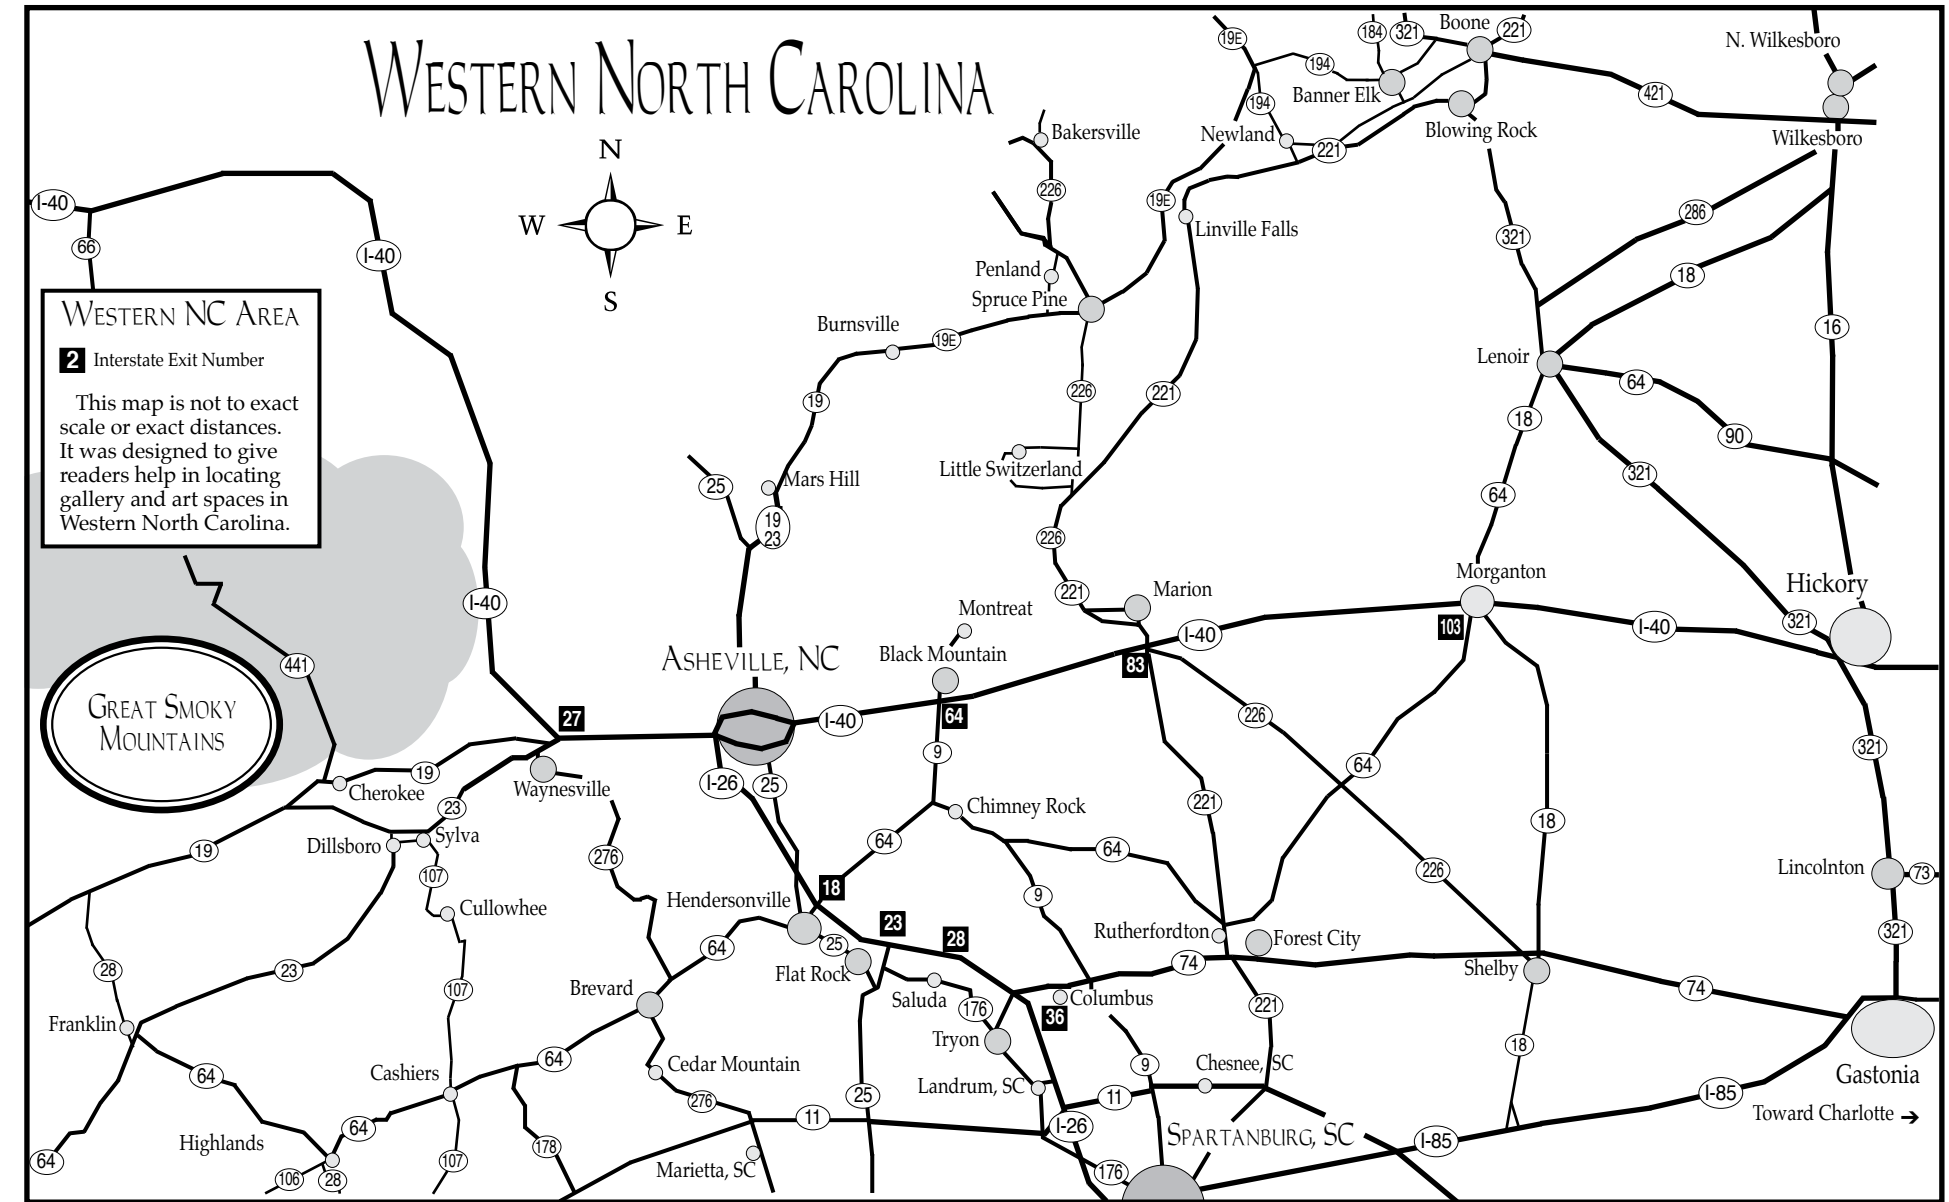 WESTERN NORTH CAROLINA
N
W
E
S
I-40
66
I-40
WESTERN NC AREA
2 Interstate Exit Number
This map is not to exact
scale or exact distances.
It was designed to give
readers help in locating
gallery and art spaces in
Western North Carolina.
I-40
441
GREAT SMOKY
MOUNTAINS
27
19
Cherokee
23
Waynesville
19
Dillsboro
Sylva
107
Cullowhee
276
28
23
107
Franklin
64
64
Cashiers
Highlands
64
106
28
107
178
64
Brevard
64
Cedar Mountain
276
Marietta, SC
11
25
Hendersonville
18
25
Flat Rock
23
28
Saluda
176
Tryon
Landrum, SC
36
Columbus
I-26
176
11
9
Chesnee, SC
SPARTANBURG, SC
I-85
I-85
Toward Charlotte
Gastonia
ASHEVILLE, NC
I-26
25
I-40
25
19
23
Mars Hill
19
Burnsville
19E
Spruce Pine
Penland
226
Bakersville
226
Little Switzerland
226
221
221
Marion
Montreat
Black Mountain
64
9
Chimney Rock
64
64
9
83
I-40
226
221
Rutherfordton
Forest City
74
221
64
226
18
Shelby
74
18
103
Morganton
I-40
64
18
Lenoir
64
90
321
321
Hickory
321
Lincolnton
73
321
16
18
286
321
Linville Falls
19E
Newland
221
194
194
19E
Banner Elk
184
321
Boone
221
Blowing Rock
421
N. Wilkesboro
Wilkesboro